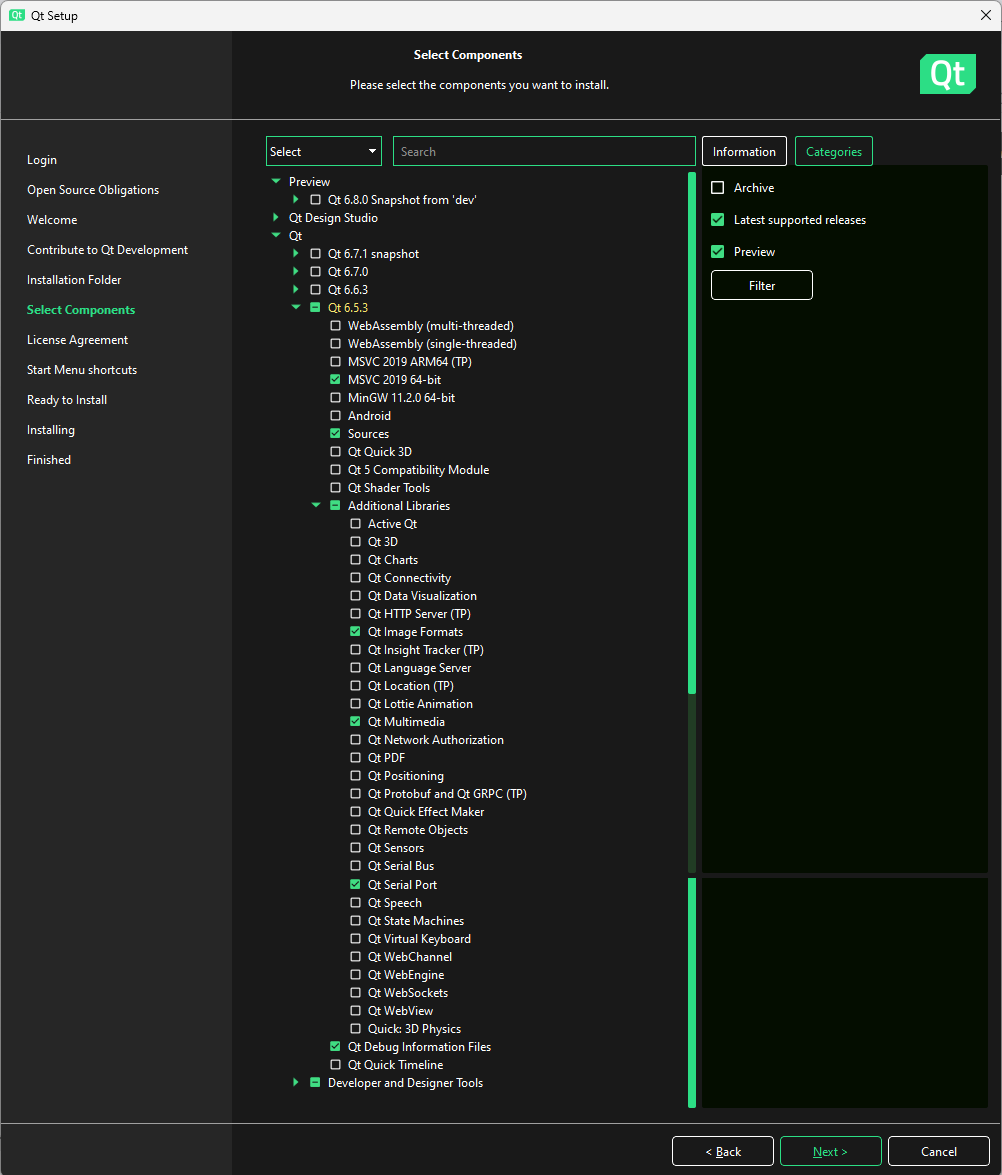 Qt Qt Setup
Select Components
Please select the components you want to install.
Qt
Login
Open Source Obligations
Welcome
Contribute to Qt Development
Installation Folder
Select Components
License Agreement
Start Menu shortcuts
Ready to Install
Installing
Finished
Select Search Information Categories
Preview
Qt 6.8.0 Snapshot from 'dev'
Qt Design Studio
Qt
Qt 6.7.1 snapshot
Qt 6.7.0
Qt 6.6.3
Qt 6.5.3
WebAssembly (multi-threaded)
WebAssembly (single-threaded)
MSVC 2019 ARM64 (TP)
MSVC 2019 64-bit
MinGW 11.2.0 64-bit
Android
Sources
Qt Quick 3D
Qt 5 Compatibility Module
Qt Shader Tools
Additional Libraries
Active Qt
Qt 3D
Qt Charts
Qt Connectivity
Qt Data Visualization
Qt HTTP Server (TP)
Qt Image Formats
Qt Insight Tracker (TP)
Qt Language Server
Qt Location (TP)
Qt Lottie Animation
Qt Multimedia
Qt Network Authorization
Qt PDF
Qt Positioning
Qt Protobuf and Qt GRPC (TP)
Qt Quick Effect Maker
Qt Remote Objects
Qt Sensors
Qt Serial Bus
Qt Serial Port
Qt Speech
Qt State Machines
Qt Virtual Keyboard
Qt WebChannel
Qt WebEngine
Qt WebSockets
Qt WebView
Quick: 3D Physics
Qt Debug Information Files
Qt Quick Timeline
Developer and Designer Tools
Archive
Latest supported releases
Preview
Filter
< Back Next > Cancel